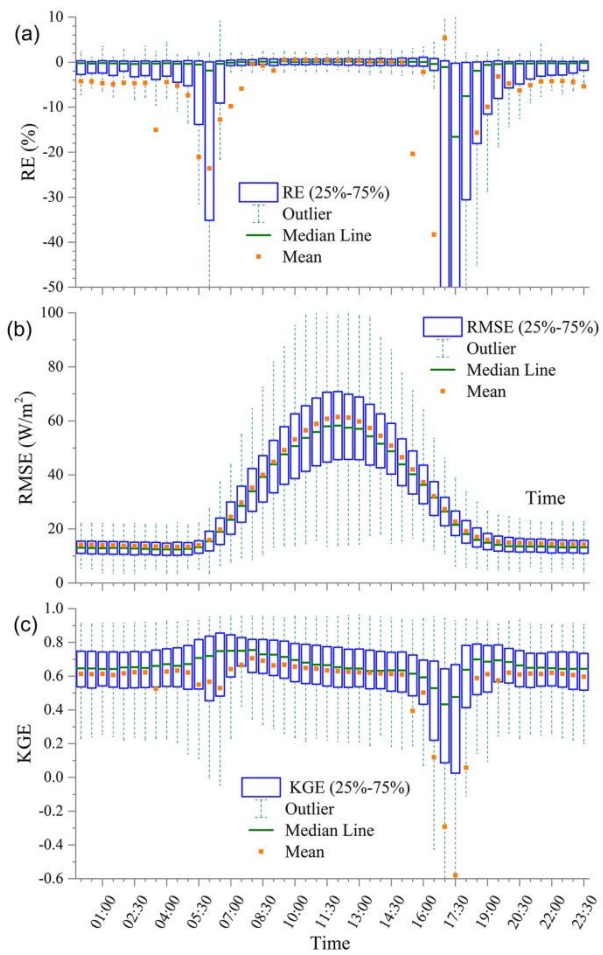 (a)
10
0
-10
-20
-30
-40
-50
RE (%)
RE (25%-75%)
Outlier
Median Line
Mean
(b)
100
80
60
40
20
0
RMSE (W/m²)
RMSE (25%-75%)
Outlier
Median Line
Mean
Time
(c)
1.0
0.8
0.6
0.4
0.2
0.0
-0.2
-0.4
-0.6
KGE
KGE (25%-75%)
Outlier
Median Line
Mean
01:00 02:30 04:00 05:30 07:00 08:30 10:00 11:30 13:00 14:30 16:00 17:30 19:00 20:30 22:00 23:30
Time